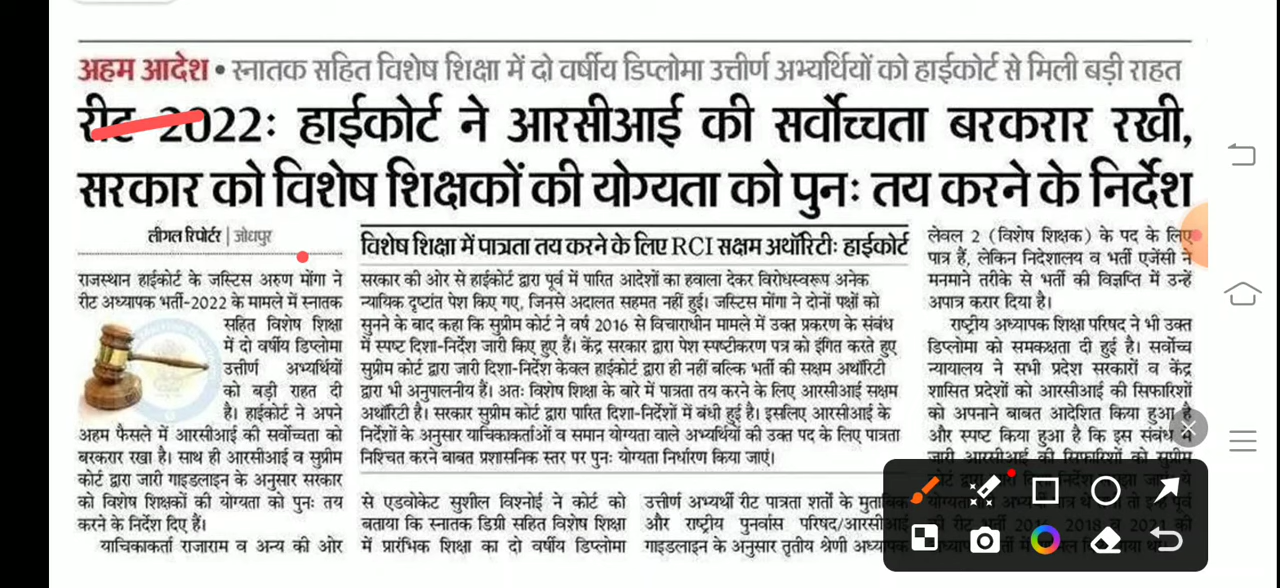 अहम आदेश • स्नातक सहित विशेष शिक्षा में दो वर्षीय डिप्लोमा उत्तीर्ण अभ्यर्थियों को हाईकोर्ट से मिली बड़ी राहत
रीट 2022: हाईकोर्ट ने आरसीआई की सर्वोच्चता बरकरार रखी,
सरकार को विशेष शिक्षकों की योग्यता को पुनः तय करने के निर्देश
लीगल रिपोर्टर | जोधपुर
राजस्थान हाईकोर्ट के जस्टिस अरुण मोंगा ने
रीट अध्यापक भर्ती-2022 के मामले में स्नातक
सहित विशेष शिक्षा
में दो वर्षीय डिप्लोमा
उत्तीर्ण अभ्यर्थियों
को बड़ी राहत दी
है। हाईकोर्ट ने अपने
अहम फैसले में आरसीआई की सर्वोच्चता को
बरकरार रखा है। साथ ही आरसीआई व सुप्रीम
कोर्ट द्वारा जारी गाइडलाइन के अनुसार सरकार
को विशेष शिक्षकों की योग्यता को पुनः तय
करने के निर्देश दिए हैं।
याचिकाकर्ता राजाराम व अन्य की ओर
विशेष शिक्षा में पात्रता तय करने के लिए RCI सक्षम अथॉरिटी: हाईकोर्ट
सरकार की ओर से हाईकोर्ट द्वारा पूर्व में पारित आदेशों का हवाला देकर विरोधस्वरूप अनेक
न्यायिक दृष्टांत पेश किए गए, जिनसे अदालत सहमत नहीं हुई। जस्टिस मोंगा ने दोनों पक्षों को
सुनने के बाद कहा कि सुप्रीम कोर्ट ने वर्ष 2016 से विचाराधीन मामले में उक्त प्रकरण के संबंध
में स्पष्ट दिशा-निर्देश जारी किए हुए हैं। केंद्र सरकार द्वारा पेश स्पष्टीकरण पत्र को इंगित करते हुए
सुप्रीम कोर्ट द्वारा जारी दिशा-निर्देश केवल हाईकोर्ट द्वारा ही नहीं बल्कि भर्ती की सक्षम अथॉरिटी
द्वारा भी अनुपालनीय हैं। अतः विशेष शिक्षा के बारे में पात्रता तय करने के लिए आरसीआई सक्षम
अथॉरिटी है। सरकार सुप्रीम कोर्ट द्वारा पारित दिशा-निर्देशों में बंधी हुई है। इसलिए आरसीआई के
निर्देशों के अनुसार याचिकाकर्ताओं व समान योग्यता वाले अभ्यर्थियों की उक्त पद के लिए पात्रता
निश्चित करने बाबत प्रशासनिक स्तर पर पुनः योग्यता निर्धारण किया जाएं।
से एडवोकेट सुशील विश्नोई ने कोर्ट को
बताया कि स्नातक डिग्री सहित विशेष शिक्षा
में प्रारंभिक शिक्षा का दो वर्षीय डिप्लोमा
उत्तीर्ण अभ्यर्थी रीट पात्रता शर्तों के मुताबिक
और राष्ट्रीय पुनर्वास परिषद/आरसीआई
गाइडलाइन के अनुसार तृतीय श्रेणी अध्यापक
लेवल 2 (विशेष शिक्षक) के पद के लिए
पात्र हैं, लेकिन निदेशालय व भर्ती एजेंसी ने
मनमाने तरीके से भर्ती की विज्ञप्ति में उन्हें
अपात्र करार दिया है।
राष्ट्रीय अध्यापक शिक्षा परिषद ने भी उक्त
डिप्लोमा को समकक्षता दी हुई है। सर्वोच्च
न्यायालय ने सभी प्रदेश सरकारों व केंद्र
शासित प्रदेशों को आरसीआई की सिफारिशों
को अपनाने बाबत आदेशित किया हुआ है
और स्पष्ट किया हुआ है कि इस संबंध में
जारी आरसीआई की सिफारिशों को सुप्रीम